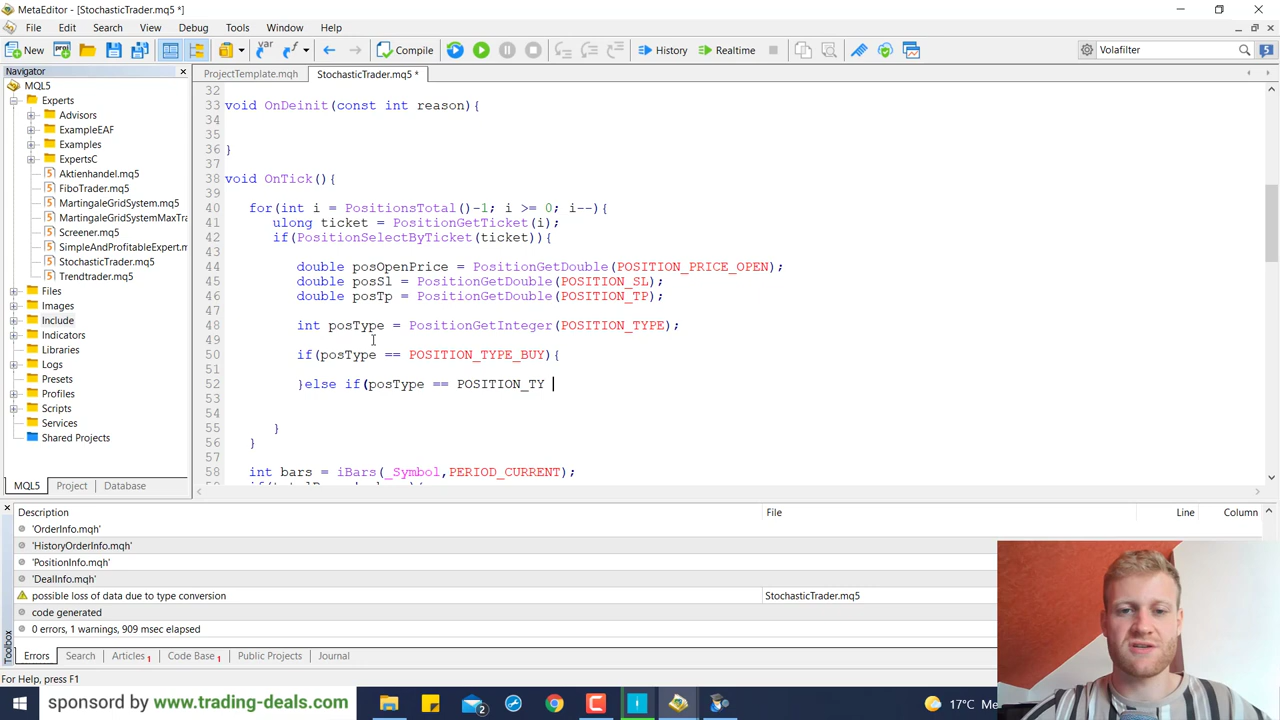 MetaEditor - [StochasticTrader.mq5 *]
File Edit Search View Debug Tools Window Help
New Compile History Realtime Volafilter
Navigator
ProjectTemplate.mqh StochasticTrader.mq5 *
MQL5
Experts
Advisors
ExampleEAF
Examples
ExpertsC
Aktienhandel.mq5
FiboTrader.mq5
MartingaleGridSystem.mq5
MartingaleGridSystemMaxTra
Screener.mq5
SimpleAndProfitableExpert.m
StochasticTrader.mq5
Trendtrader.mq5
Files
Images
Include
Indicators
Libraries
Logs
Presets
Profiles
Scripts
Services
Shared Projects
MQL5 Project Database
32
33 void OnDeinit(const int reason){
34
35
36 }
37
38 void OnTick(){
39
40 for(int i = PositionsTotal()-1; i >= 0; i--){
41 ulong ticket = PositionGetTicket(i);
42 if(PositionSelectByTicket(ticket)){
43
44 double posOpenPrice = PositionGetDouble(POSITION_PRICE_OPEN);
45 double posSl = PositionGetDouble(POSITION_SL);
46 double posTp = PositionGetDouble(POSITION_TP);
47
48 int posType = PositionGetInteger(POSITION_TYPE);
49
50 if(posType == POSITION_TYPE_BUY){
51
52 }else if(posType == POSITION_TY
53
54
55 }
56 }
57
58 int bars = iBars(_Symbol,PERIOD_CURRENT);
Description File Line Column
'OrderInfo.mqh'
'HistoryOrderInfo.mqh'
'PositionInfo.mqh'
'DealInfo.mqh'
possible loss of data due to type conversion StochasticTrader.mq5
code generated
0 errors, 1 warnings, 909 msec elapsed
Toolbox
Errors Search Articles 1 Code Base 1 Public Projects Journal
For Help, press F1
sponsord by www.trading-deals.com 2 17°C Me